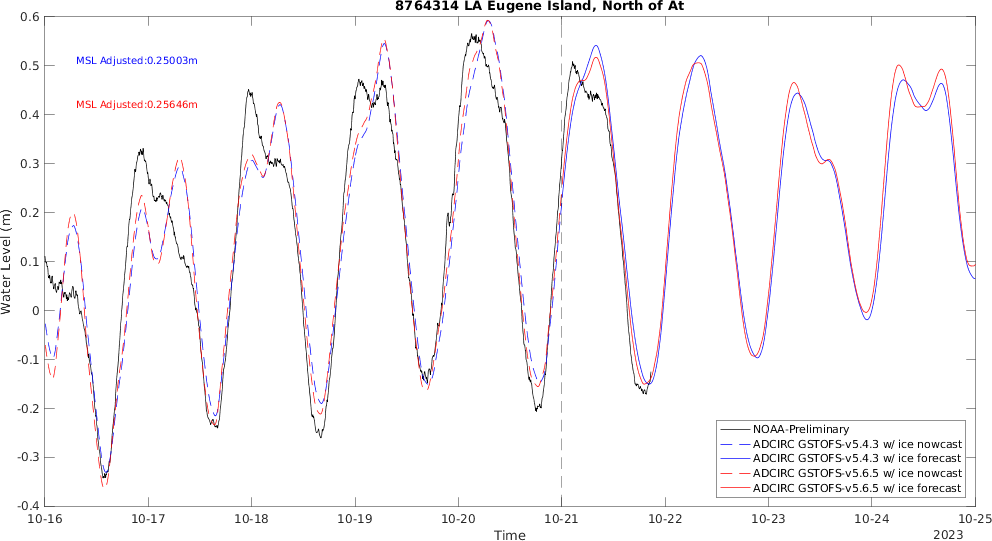 8764314 LA Eugene Island, North of At
0.6
0.5
0.4
0.3
0.2
0.1
0
-0.1
-0.2
-0.3
-0.4
Water Level (m)
MSL Adjusted:0.25003m
MSL Adjusted:0.25646m
NOAA-Preliminary
ADCIRC GSTOFS-v5.4.3 w/ ice nowcast
ADCIRC GSTOFS-v5.4.3 w/ ice forecast
ADCIRC GSTOFS-v5.6.5 w/ ice nowcast
ADCIRC GSTOFS-v5.6.5 w/ ice forecast
10-16 10-17 10-18 10-19 10-20 10-21 10-22 10-23 10-24 10-25
Time
2023